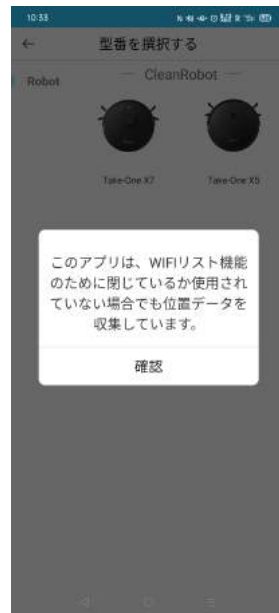 10:33
型番を撰択する
Robot
CleanRobot
Take-One X7
Take-One X5
このアプリは、WIFIリスト機能
のために閉じているか使用され
ていない場合でも位置データを
収集しています。
確認